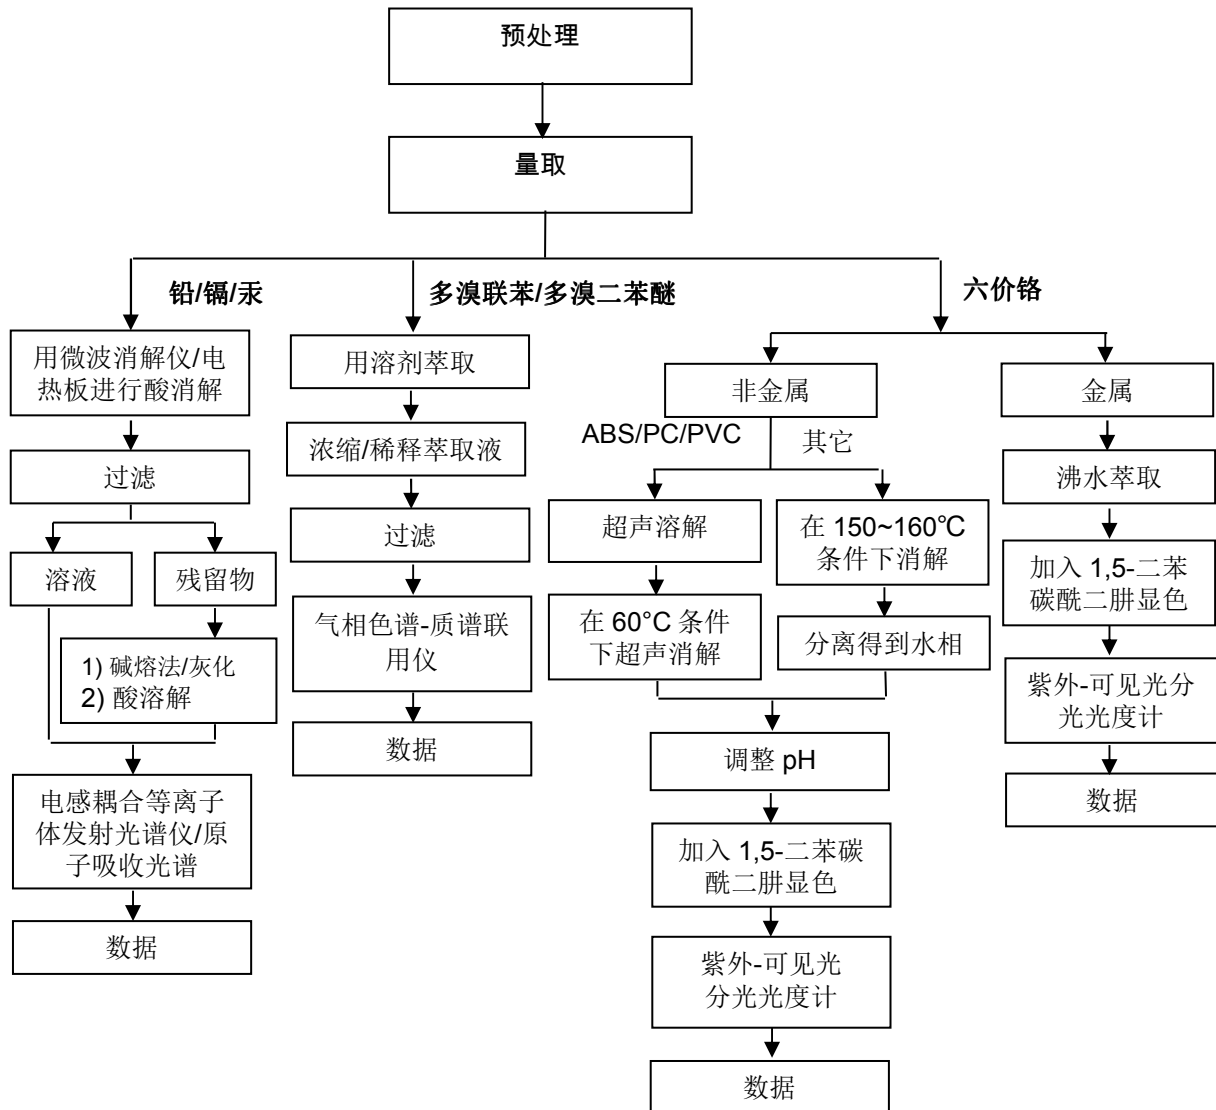 预处理
量取
铅/镉/汞
多溴联苯/多溴二苯醚
六价铬
用微波消解仪/电
热板进行酸消解
过滤
溶液
残留物
1) 碱熔法/灰化
2) 酸溶解
电感耦合等离子
体发射光谱仪/原
子吸收光谱
数据
用溶剂萃取
浓缩/稀释萃取液
过滤
气相色谱-质谱联
用仪
数据
非金属
ABS/PC/PVC
其它
超声溶解
在 60°C 条件
下超声消解
在 150~160℃
条件下消解
分离得到水相
调整 pH
加入 1,5-二苯碳
酰二肼显色
紫外-可见光
分光光度计
数据
金属
沸水萃取
加入 1,5-二苯
碳酰二肼显色
紫外-可见光分
光光度计
数据